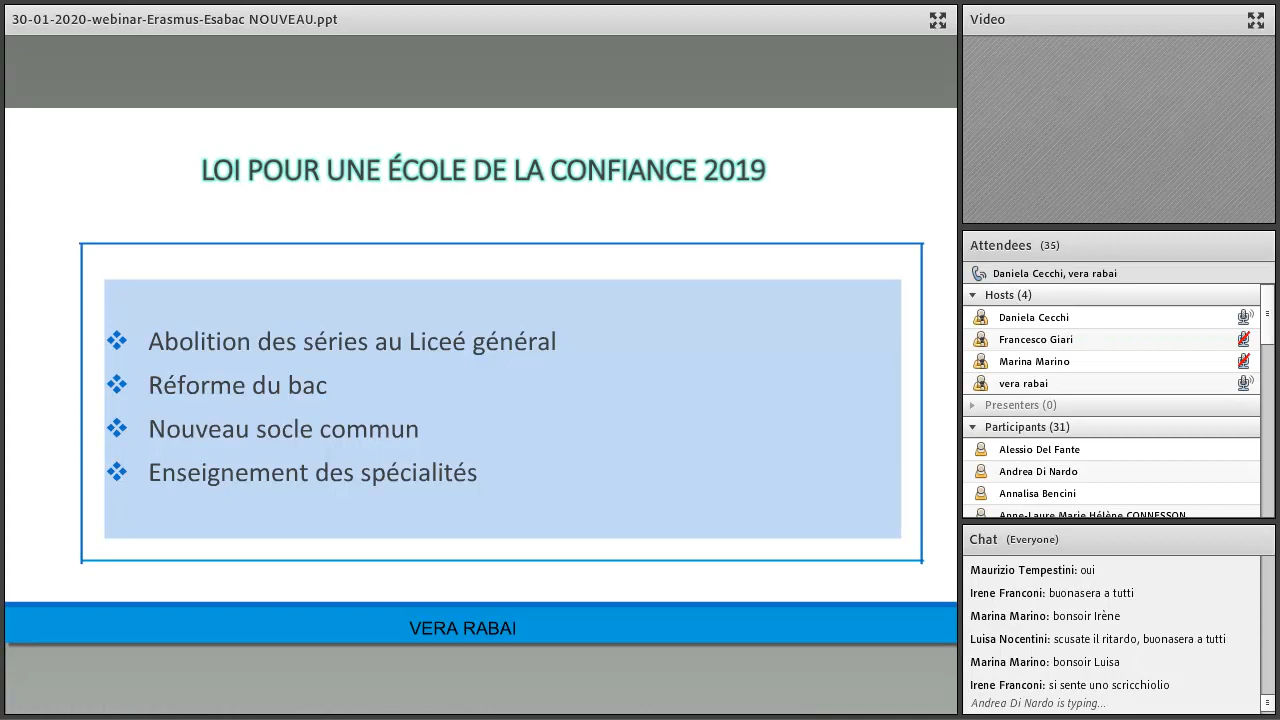 30-01-2020-webinar-Erasmus-Esabac NOUVEAU.ppt
LOI POUR UNE ÉCOLE DE LA CONFIANCE 2019
Abolition des séries au Liceé général
Réforme du bac
Nouveau socle commun
Enseignement des spécialités
VERA RABAI
Video
Attendees (35)
Daniela Cecchi, vera rabai
Hosts (4)
Daniela Cecchi
Francesco Giari
Marina Marino
vera rabai
Presenters (0)
Participants (31)
Alessio Del Fante
Andrea Di Nardo
Annalisa Bencini
Anne-Laure Marie Hélène CONNESSON
Chat (Everyone)
Maurizio Tempestini: oui
Irene Franconi: buonasera a tutti
Marina Marino: bonsoir Irène
Luisa Nocentini: scusate il ritardo, buonasera a tutti
Marina Marino: bonsoir Luisa
Irene Franconi: si sente uno scricchiolio
Andrea Di Nardo is typing...